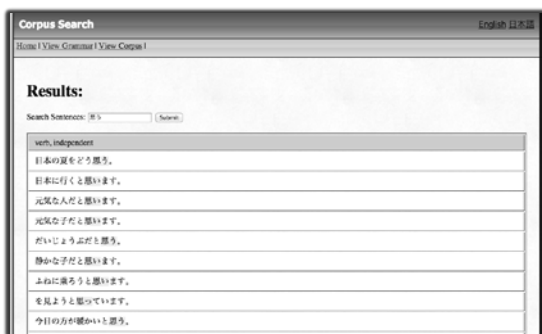 Corpus Search
English 日本語
Home | View Grammar | View Corpus |
Results:
Search Sentences: 思う Submit
verb, independent
日本の夏をどう思う。
日本に行くと思います。
元気な人だと思います。
元気な子だと思います。
だいじょうぶだと思う。
静かな子だと思います。
ふねに乗ろうと思います。
を見ようと思っています。
今日の方が暖かいと思う。